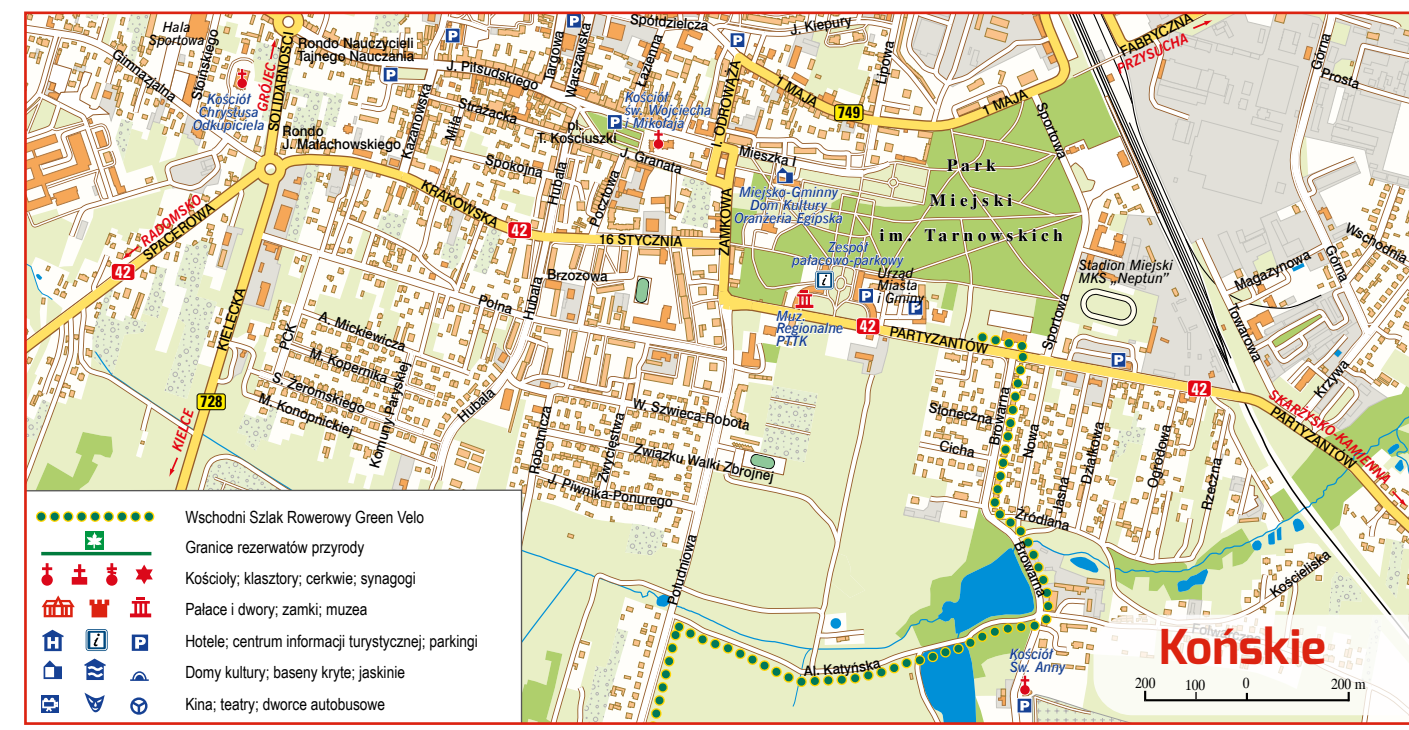 Hala
Sportowa
Gimnazjalna
Stoińskiego
Kościół
Chrystusa
Odkupiciela
GRÓJEC
SOLIDARNOŚCI
Rondo Nauczycieli
Tajnego Nauczania
P
P
J. Piłsudskiego
Targowa
Warszawska
P
Spółdzielcza
Łazienna
P
J. Kiepury
Lipowa
1 MAJA
749
1 MAJA
FABRYCZNA
PRZYSUCHA
Górna
Prosta
Rondo
J. Małachowskiego
Kazanowska
Miła
Strażacka
Spokojna
pl.
T. Kościuszki
P
Kościół
św. Wojciecha
i Mikołaja
J. Granata
I. ODROWĄŻA
Mieszka I
Sportowa
Park
Miejski
im. Tarnowskich
Miejsko-Gminny
Dom Kultury
Oranżeria Egipska
Zespół
pałacowo-parkowy
i
Urząd
Miasta
i Gminy
P
P
Muz.
Regionalne
PTTK
42
RADOMSKO
SPACEROWA
42
KRAKOWSKA
42
16 STYCZNIA
ZAMKOWA
Hubala
Pocztowa
Brzozowa
Polna
Hubala
KIELECKA
728
KIELCE
PCK
A. Mickiewicza
M. Kopernika
S. Żeromskiego
M. Konopnickiej
Komuny Paryskiej
Hubala
Robotnicza
Zwycięstwa
W. Szwieca-Robota
Związku Walki Zbrojnej
J. Piwnika-Ponurego
Południowa
PARTYZANTÓW
Sportowa
Stadion Miejski
MKS „Neptun”
P
42
SKARŻYSKO-KAMIENNA
PARTYZANTÓW
Magazynowa
Górna
Wschodnia
Towarowa
Krzywa
Słoneczna
Cicha
Browarna
Nowa
Jasna
Działkowa
Ogrodowa
Rzeczna
Źródlana
Browarna
Kościeliska
Folwarczna
Al. Katyńska
Kościół
Św. Anny
P
Wschodni Szlak Rowerowy Green Velo
Granice rezerwatów przyrody
Kościoły; klasztory; cerkwie; synagogi
Pałace i dwory; zamki; muzea
H i P Hotele; centrum informacji turystycznej; parkingi
Domy kultury; baseny kryte; jaskinie
Kina; teatry; dworce autobusowe
Końskie
200 100 0 200 m